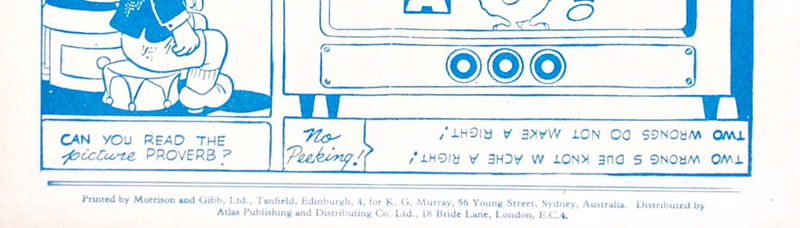 A
CAN YOU READ THE
picture PROVERB?
No
Peeking!
TWO WRONGS DUE S KNOT M ACHE A RIGHT!
TWO WRONGS DO NOT MAKE A RIGHT!
Printed by Morrison and Gibb, Ltd., Tanfield, Edinburgh, 4, for K. G. Murray, 56 Young Street, Sydney, Australia. Distributed by
Atlas Publishing and Distributing Co. Ltd., 18 Bride Lane, London, E.C.4.